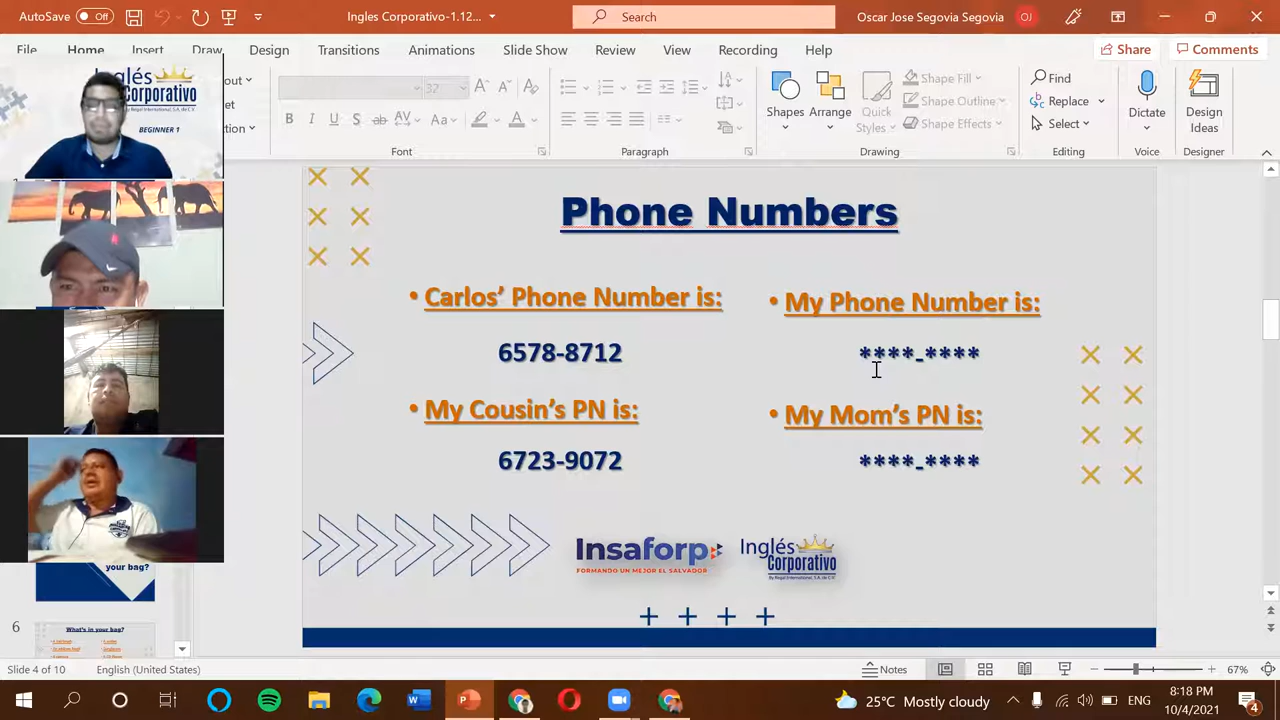 AutoSave Off
Ingles Corporativo-1.12...
Search
Oscar Jose Segovia Segovia OJ
File Home Insert Draw Design Transitions Animations Slide Show Review View Recording Help
Share Comments
Inglés
Corporativo
BEGINNER 1
Shapes
Arrange
Quick
Styles
Shape Fill
Shape Outline
Shape Effects
Find
Replace
Select
Dictate
Design
Ideas
Font Paragraph Drawing Editing Voice Designer
Phone Numbers
• Carlos' Phone Number is:
6578-8712
• My Cousin's PN is:
6723-9072
• My Phone Number is:
****-****
• My Mom's PN is:
****-****
Insaforp
FORMANDO UN MEJOR EL SALVADOR
Inglés
Corporativo
By Regal International, S.A. de C.V.
your bag?
6
What's in your bag?
Slide 4 of 10 English (United States) Notes 67%
25°C Mostly cloudy ENG
8:18 PM
10/4/2021
4